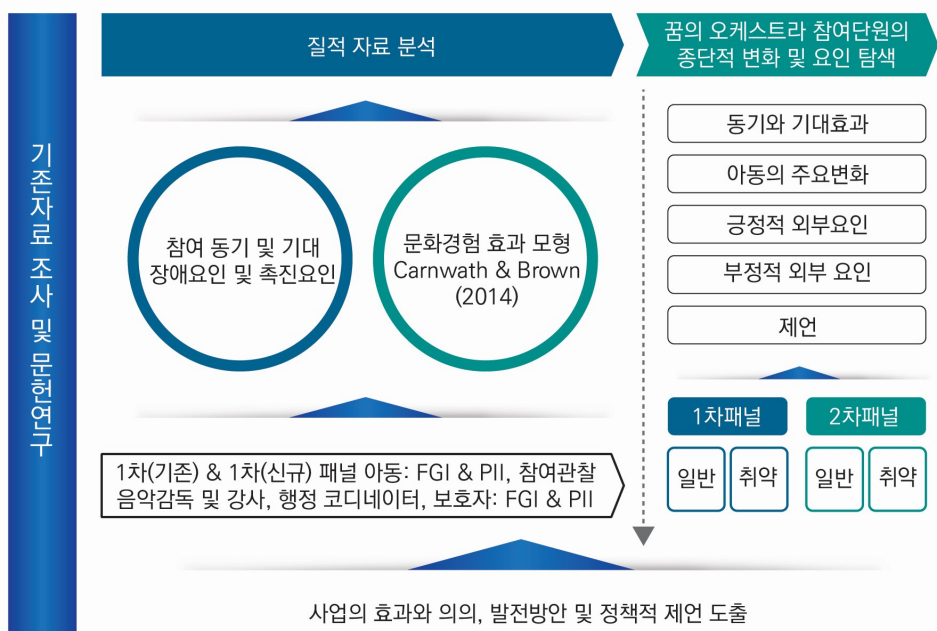 기존자료 조사 및 문헌연구
질적 자료 분석
참여 동기 및 기대
장애요인 및 촉진요인
문화경험 효과 모형
Carnwath & Brown
(2014)
1차(기존) & 1차(신규) 패널 아동: FGI & PII, 참여관찰
음악감독 및 강사, 행정 코디네이터, 보호자: FGI & PII
꿈의 오케스트라 참여단원의
종단적 변화 및 요인 탐색
동기와 기대효과
아동의 주요변화
긍정적 외부요인
부정적 외부 요인
제언
1차패널
2차패널
일반
취약
일반
취약
사업의 효과와 의의, 발전방안 및 정책적 제언 도출